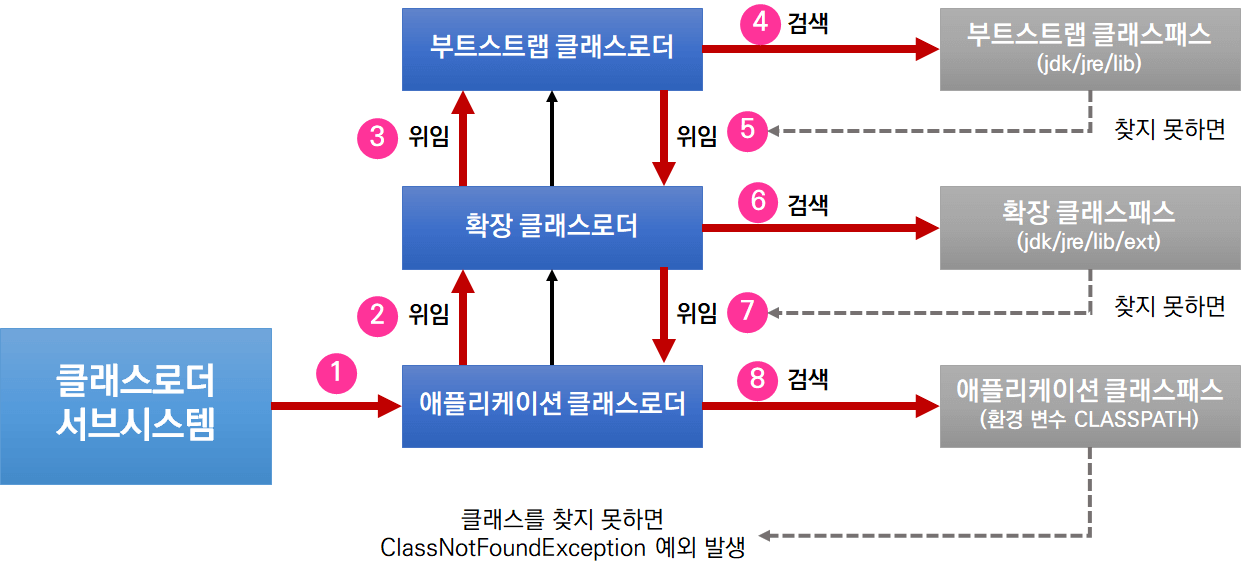 4 검색
부트스트랩 클래스로더
부트스트랩 클래스패스
(jdk/jre/lib)
3 위임
위임 5
찾지 못하면
6 검색
확장 클래스로더
확장 클래스패스
(jdk/jre/lib/ext)
2 위임
위임 7
찾지 못하면
1
클래스로더
서브시스템
8 검색
애플리케이션 클래스로더
애플리케이션 클래스패스
(환경 변수 CLASSPATH)
클래스를 찾지 못하면
ClassNotFoundException 예외 발생